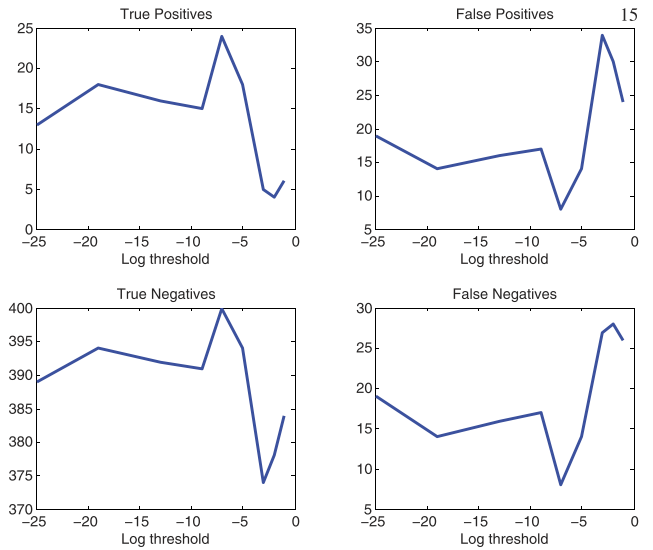 True Positives
25
20
15
10
5
0
−25 −20 −15 −10 −5 0
Log threshold
False Positives
15
35
30
25
20
15
10
5
−25 −20 −15 −10 −5 0
Log threshold
True Negatives
400
395
390
385
380
375
370
−25 −20 −15 −10 −5 0
Log threshold
False Negatives
30
25
20
15
10
5
−25 −20 −15 −10 −5 0
Log threshold